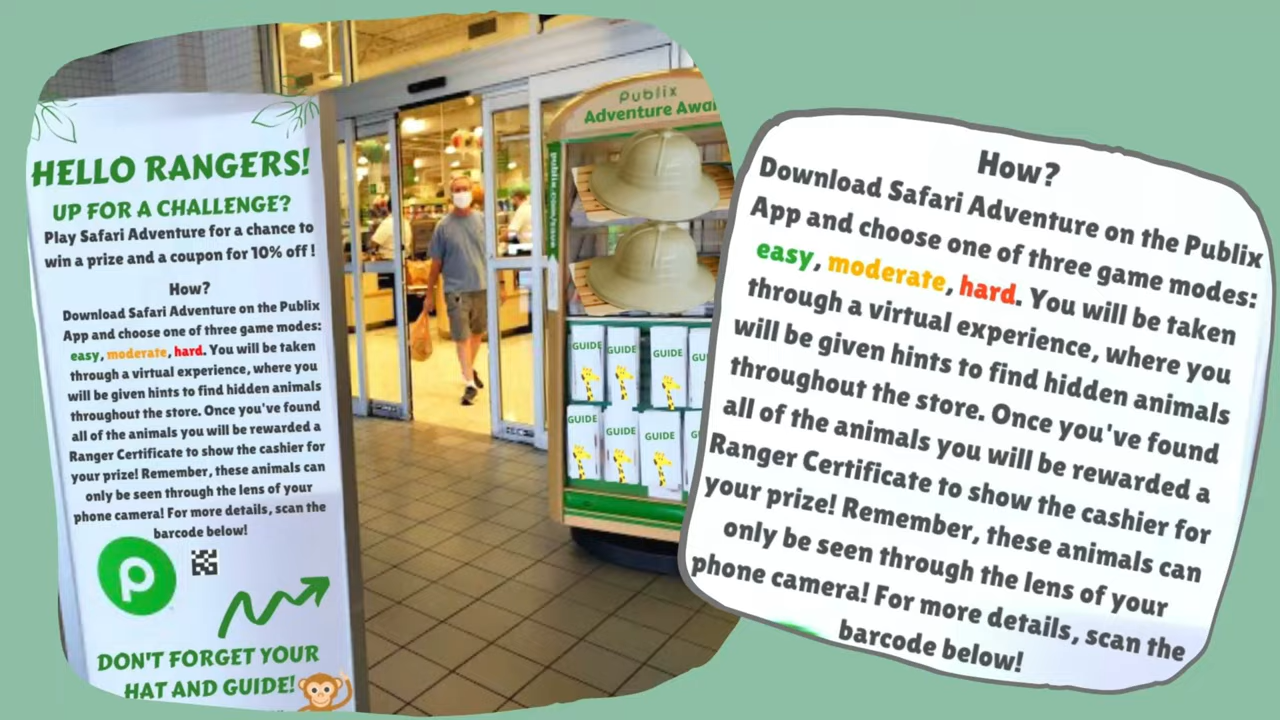 HELLO RANGERS!
UP FOR A CHALLENGE?
Play Safari Adventure for a chance to
win a prize and a coupon for 10% off !
How?
Download Safari Adventure on the Publix
App and choose one of three game modes:
easy, moderate, hard. You will be taken
through a virtual experience, where you
will be given hints to find hidden animals
throughout the store. Once you've found
all of the animals you will be rewarded a
Ranger Certificate to show the cashier for
your prize! Remember, these animals can
only be seen through the lens of your
phone camera! For more details, scan the
barcode below!
P
DON'T FORGET YOUR
HAT AND GUIDE!
Publix
Adventure Awai
GUIDE GUIDE GUIDE GU
GUIDE GUIDE GUIDE G
How?
Download Safari Adventure on the Publix
App and choose one of three game modes:
easy, moderate, hard. You will be taken
through a virtual experience, where you
will be given hints to find hidden animals
throughout the store. Once you've found
all of the animals you will be rewarded a
Ranger Certificate to show the cashier for
your prize! Remember, these animals can
only be seen through the lens of your
phone camera! For more details, scan the
barcode below!